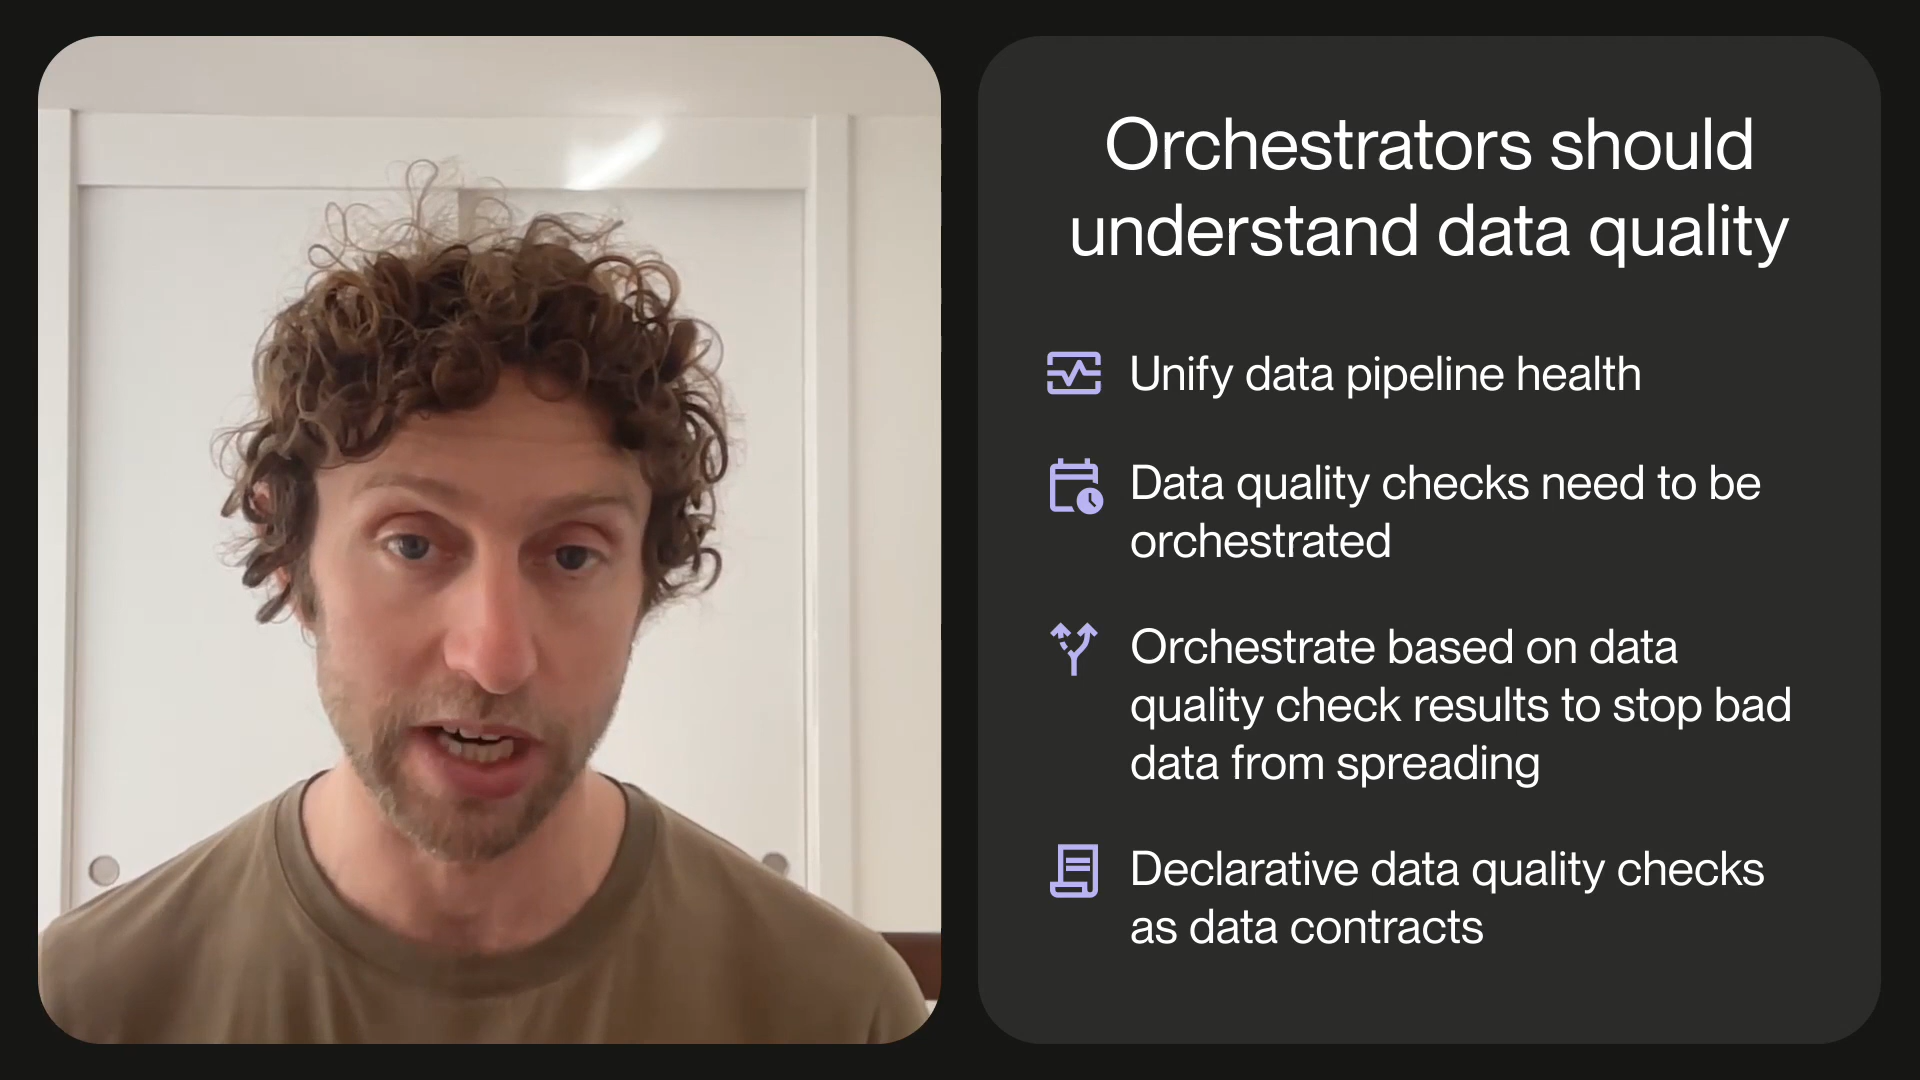 Orchestrators should
understand data quality
Unify data pipeline health
Data quality checks need to be
orchestrated
Orchestrate based on data
quality check results to stop bad
data from spreading
Declarative data quality checks
as data contracts